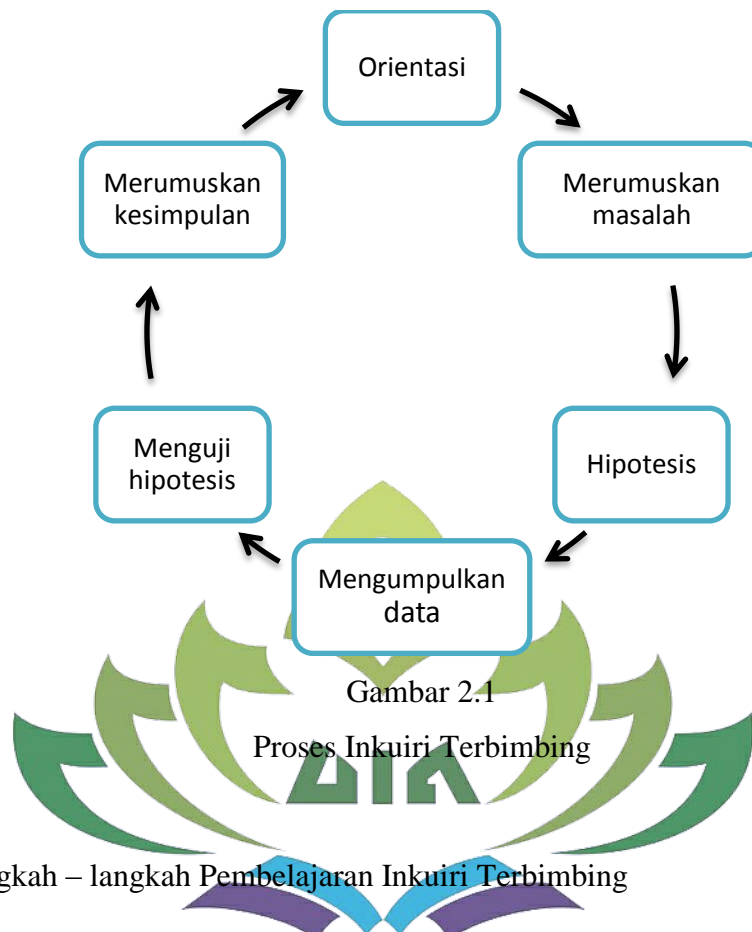 Orientasi
Merumuskan
masalah
Hipotesis
Mengumpulkan
data
Menguji
hipotesis
Merumuskan
kesimpulan
Gambar 2.1
Proses Inkuiri Terbimbing
– langkah Pembelajaran Inkuiri Terbimbing